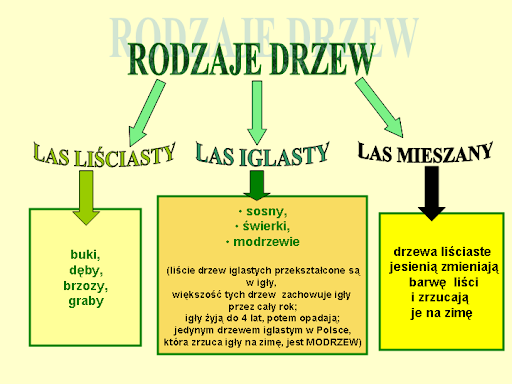 RODZAJE DRZEW
LAS LIŚCIASTY
LAS IGLASTY
LAS MIESZANY
buki,
dęby,
brzozy,
graby
• sosny,
• świerki,
• modrzewie
(liście drzew iglastych przekształcone są
w igły,
większość tych drzew zachowuje igły
przez cały rok;
igły żyją do 4 lat, potem opadają;
jedynym drzewem iglastym w Polsce,
która zrzuca igły na zimę, jest MODRZEW)
drzewa liściaste
jesienią zmieniają
barwę liści
i zrzucają
je na zimę